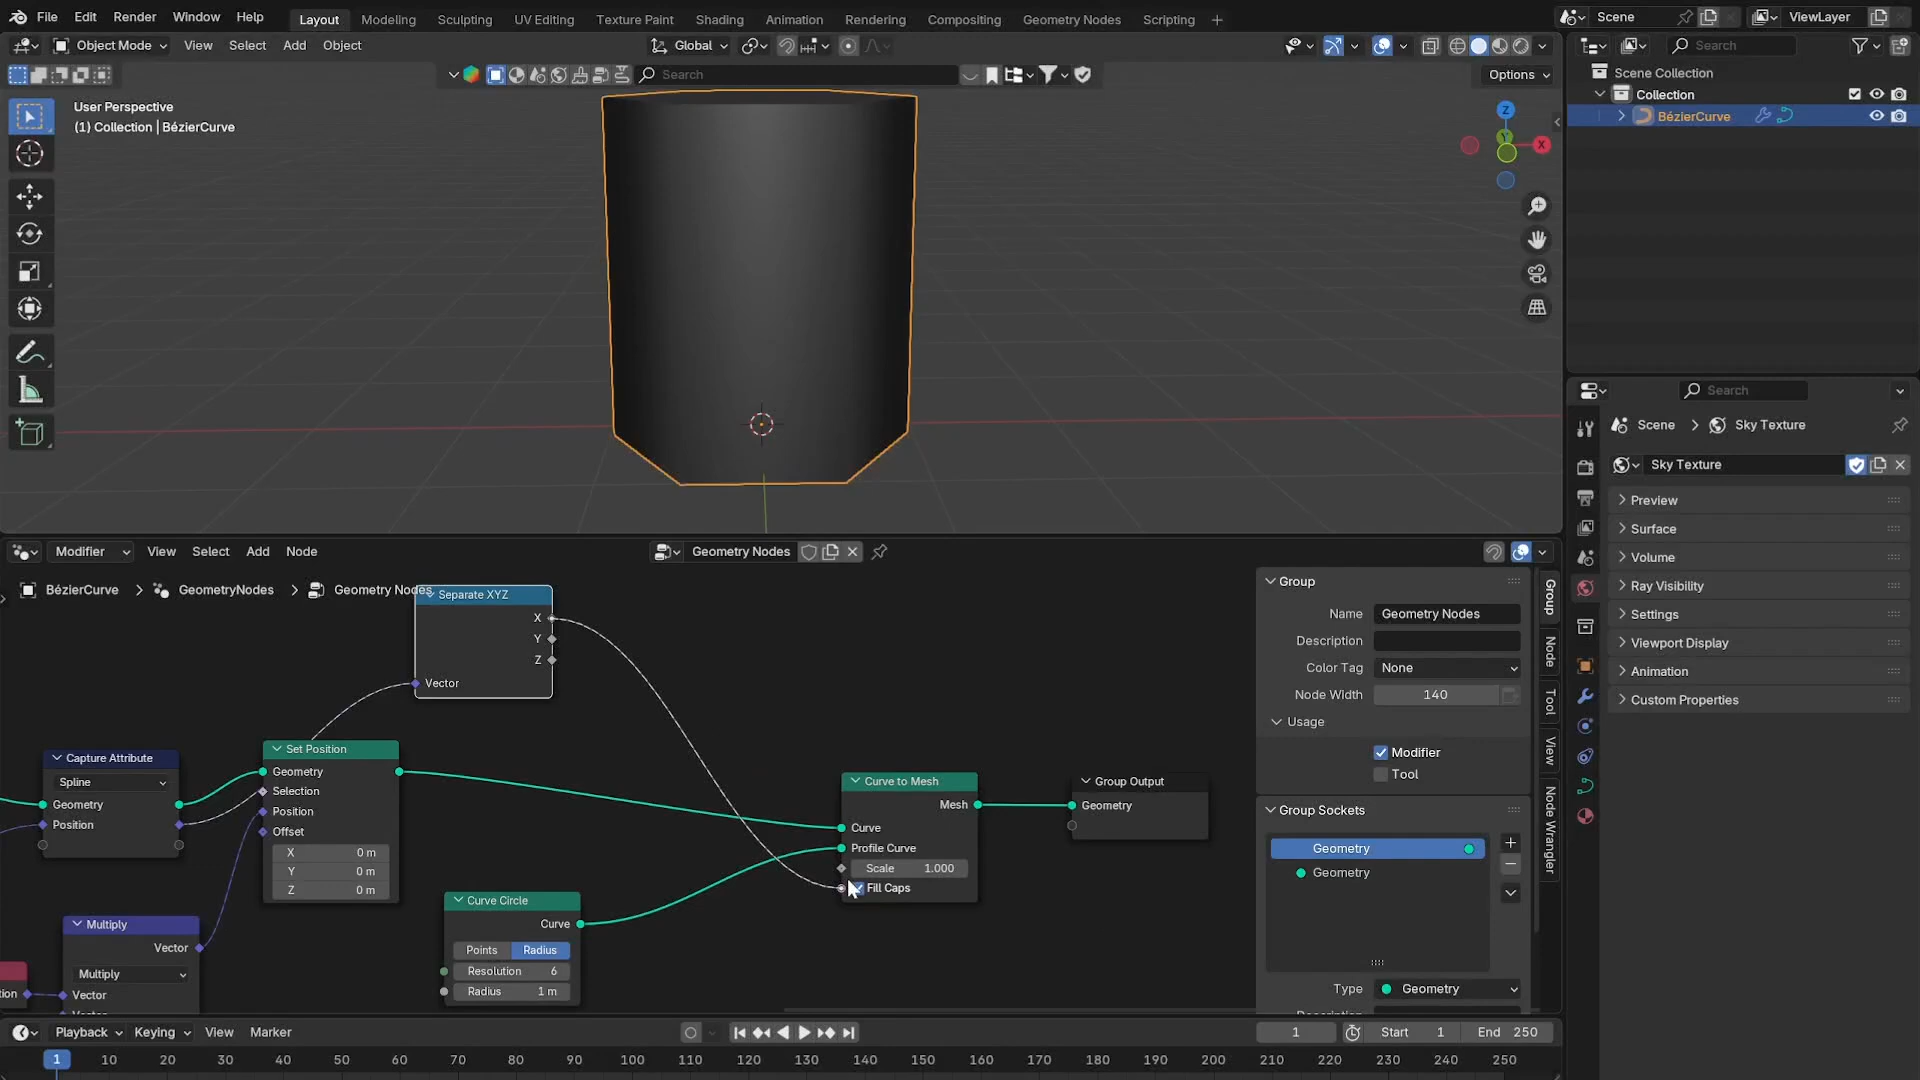 File Edit Render Window Help Layout Modeling Sculpting UV Editing Texture Paint Shading Animation Rendering Compositing Geometry Nodes Scripting + Scene ViewLayer
Object Mode View Select Add Object Global Search
Search Options
User Perspective
(1) Collection | BézierCurve
Z
Y
X
Scene Collection
Collection
BézierCurve
Search
Scene > Sky Texture
Sky Texture
Preview
Surface
Volume
Ray Visibility
Settings
Viewport Display
Animation
Custom Properties
Modifier View Select Add Node Geometry Nodes
BézierCurve > GeometryNodes > Geometry Nodes
Separate XYZ
X
Y
Z
Vector
Capture Attribute
Spline
Geometry
Position
Set Position
Geometry
Selection
Position
Offset
X 0 m
Y 0 m
Z 0 m
Multiply
Vector
Multiply
Vector
Curve Circle
Curve
Points Radius
Resolution 6
Radius 1 m
Curve to Mesh
Mesh
Curve
Profile Curve
Scale 1.000
Fill Caps
Group Output
Geometry
Group
Name Geometry Nodes
Description
Color Tag None
Node Width 140
Usage
Modifier
Tool
Group Sockets
Geometry
Geometry
Type Geometry
Group
Node
Tool
View
Node Wrangler
Playback Keying View Marker 1 Start 1 End 250
1 10 20 30 40 50 60 70 80 90 100 110 120 130 140 150 160 170 180 190 200 210 220 230 240 250